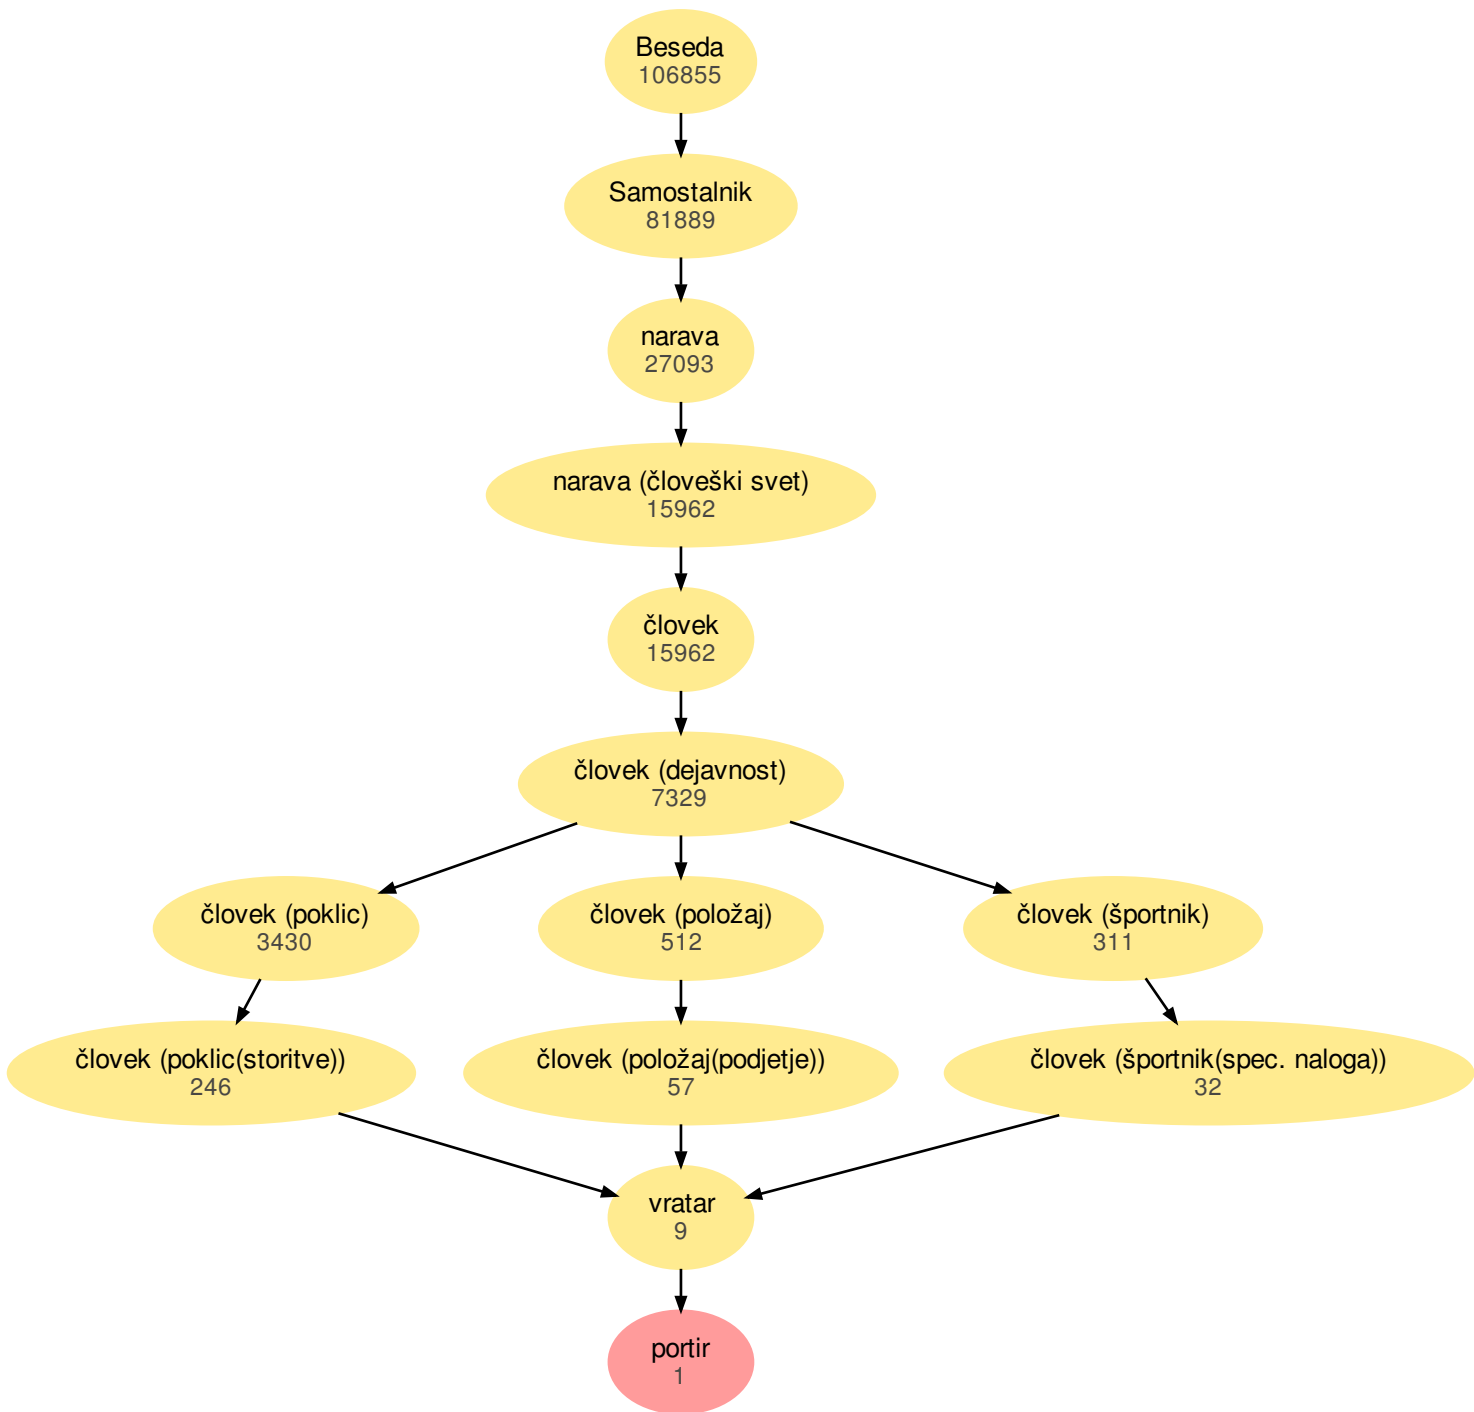 Beseda
106855
Samostalnik
81889
narava
27093
narava (človeški svet)
15962
človek
15962
človek (dejavnost)
7329
človek (poklic)
3430
človek (položaj)
512
človek (športnik)
311
človek (poklic(storitve))
246
človek (položaj(podjetje))
57
človek (športnik(spec. naloga))
32
vratar
9
portir
1